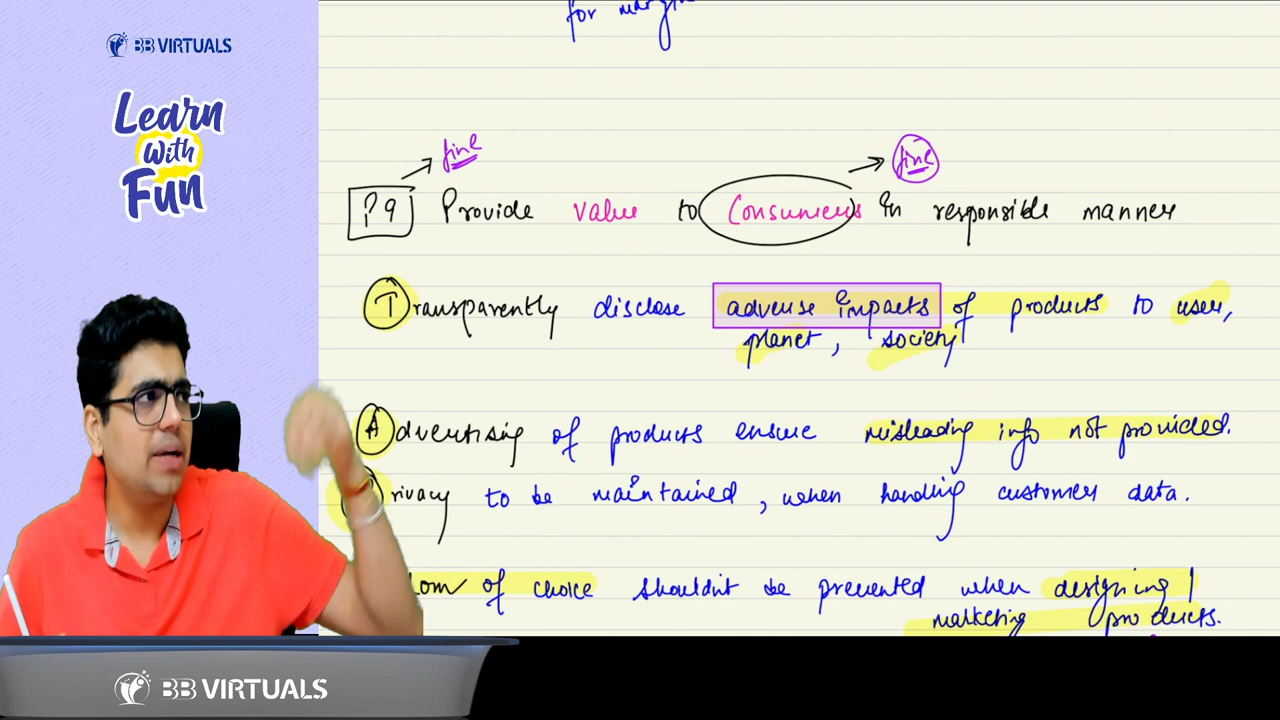 BB VIRTUALS
Learn
With
Fun
for
fine
fine
P9 Provide value to Consumers in responsible manner
Transparently disclose adverse impacts of products to user,
planet, society
Advertising of products ensure misleading info not provided.
rivacy to be maintained, when handling customer data.
dom of choice shouldn't be prevented when designing/
marketing products.
BB VIRTUALS